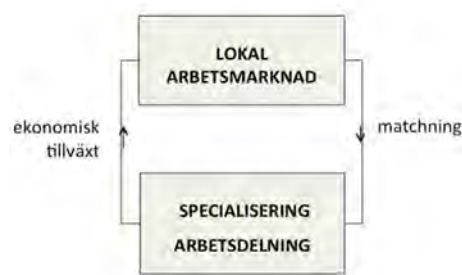 LOKAL
ARBETSMARKNAD
ekonomisk
tillväxt
matchning
SPECIALISERING
ARBETSDELNING